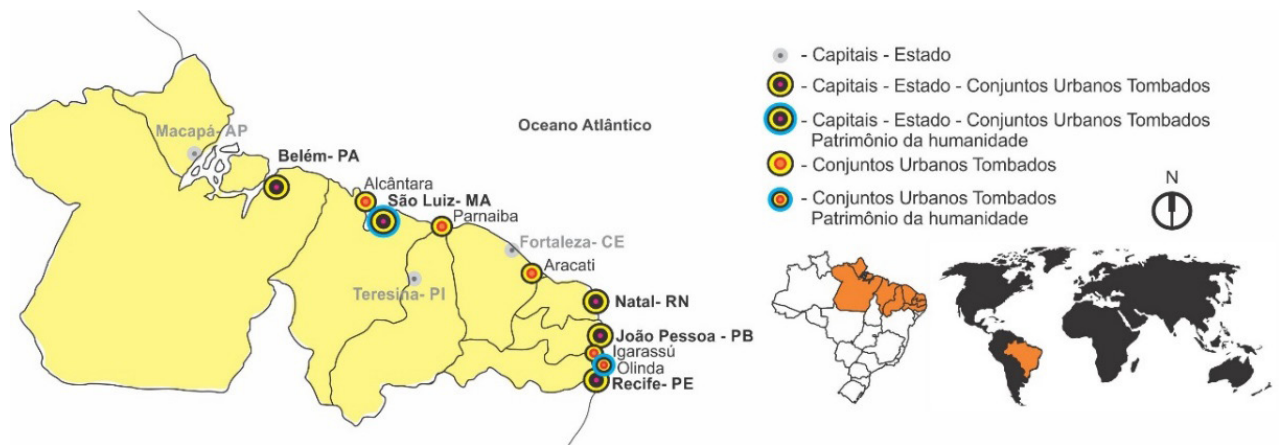 Macapá- AP
Belém- PA
Oceano Atlântico
Alcântara
São Luiz- MA
Parnaiba
Fortaleza- CE
Aracati
Teresina- PI
Natal- RN
João Pessoa - PB
Igarassú
Olinda
Recife- PE
- Capitais - Estado
- Capitais - Estado - Conjuntos Urbanos Tombados
- Capitais - Estado - Conjuntos Urbanos Tombados
Patrimônio da humanidade
- Conjuntos Urbanos Tombados
- Conjuntos Urbanos Tombados
Patrimônio da humanidade
N